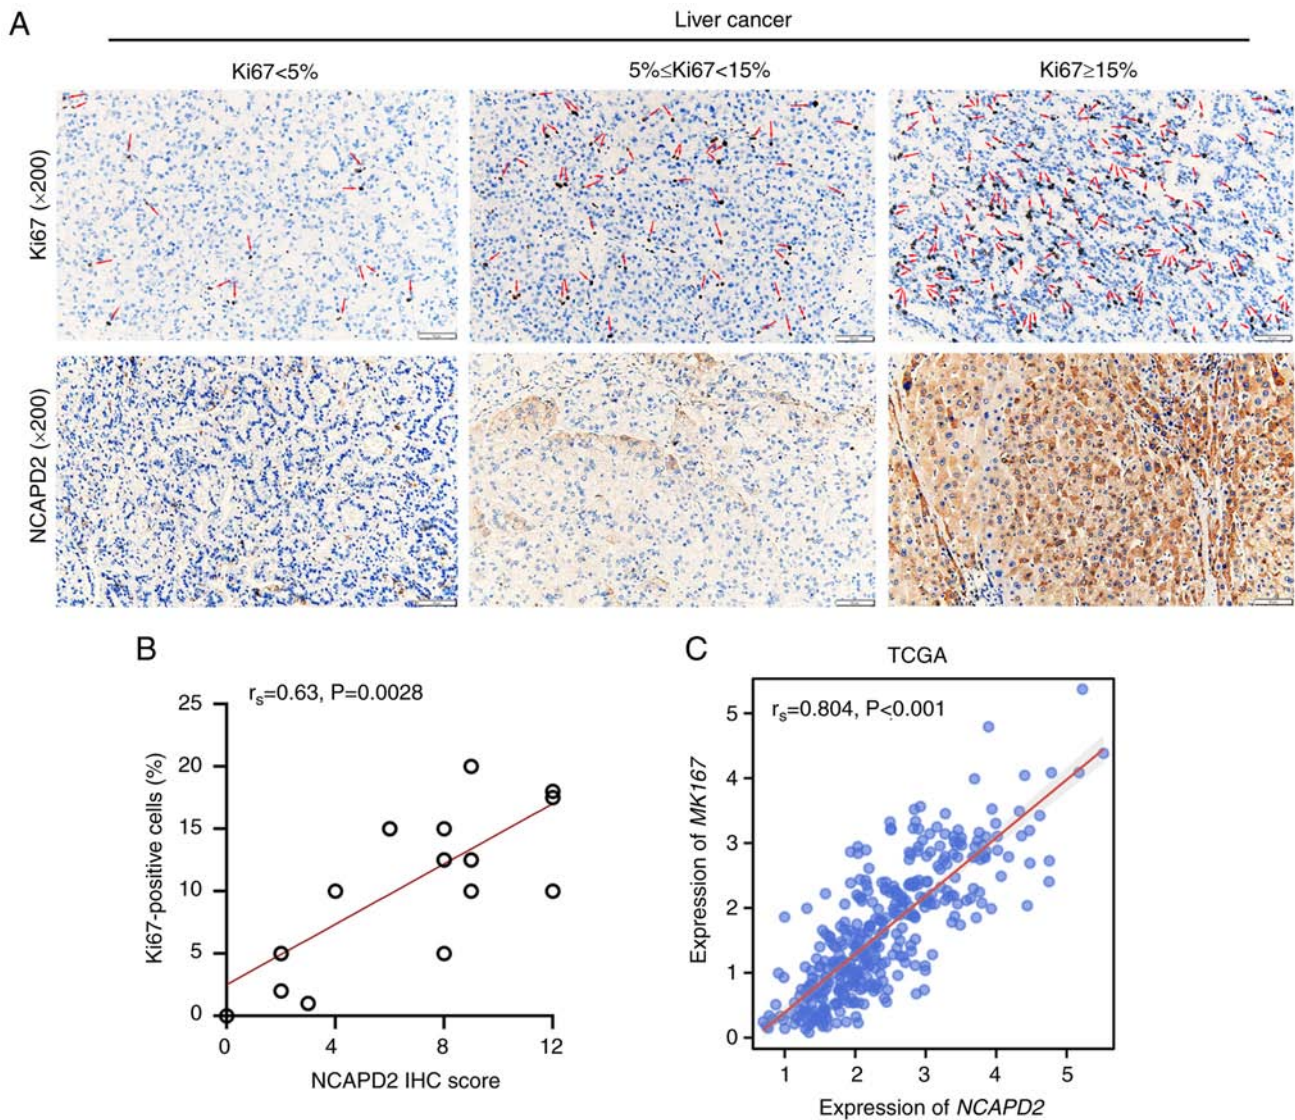 A
Liver cancer
Ki67<5%
5%≤Ki67<15%
Ki67≥15%
Ki67 (×200)
NCAPD2 (×200)
B
rs=0.63, P=0.0028
25
20
15
10
5
0
Ki67-positive cells (%)
0 4 8 12
NCAPD2 IHC score
C
TCGA
rs=0.804, P<0.001
5
4
3
2
1
0
Expression of MK167
1 2 3 4 5
Expression of NCAPD2